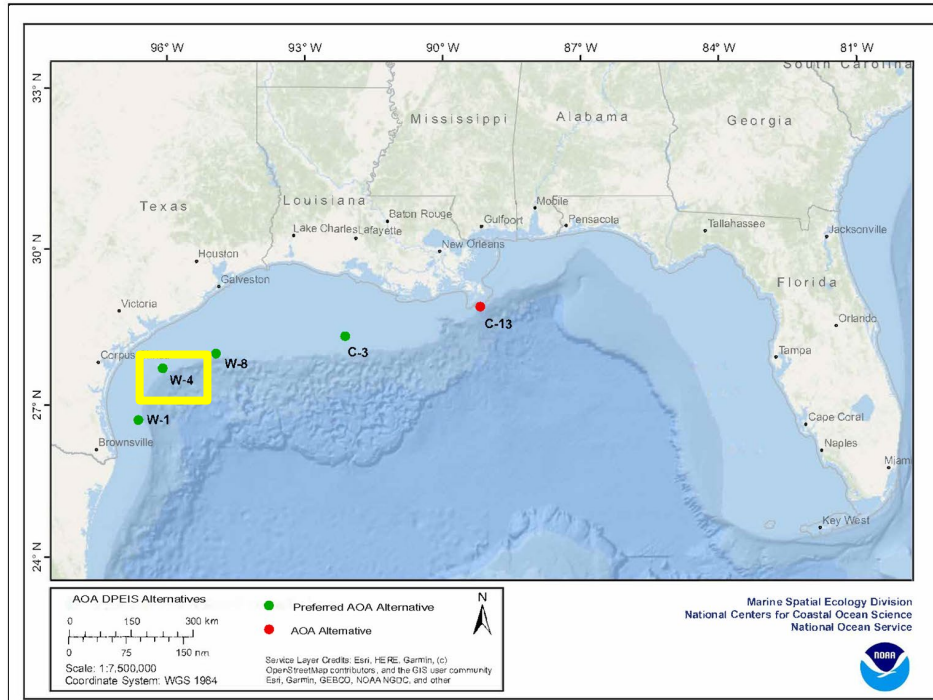 96° W 93° W 90° W 87° W 84° W 81° W
33° N
30° N
27° N
24° N
South Carolina
Mississippi
Alabama
Georgia
Texas
Louisiana
Baton Rouge
Mobile
Lake Charles
Lafayette
Gulfport
Pensacola
Tallahassee
Jacksonville
Houston
New Orleans
Galveston
Florida
Victoria
C-13
Orlando
Corpus
W-8
C-3
Tampa
W-4
W-1
Cape Coral
Brownsville
Naples
Miami
Key West
AOA DPEIS Alternatives
0 150 300 km
0 75 150 nm
Scale: 1:7,500,000
Coordinate System: WGS 1984
Preferred AOA Alternative
AOA Alternative
N
Service Layer Credits: Esri, HERE, Garmin, (c)
OpenStreetMap contributors, and the GIS user community
Esri, Garmin, GEBCO, NOAA NGDC, and other
Marine Spatial Ecology Division
National Centers for Coastal Ocean Science
National Ocean Service
NOAA